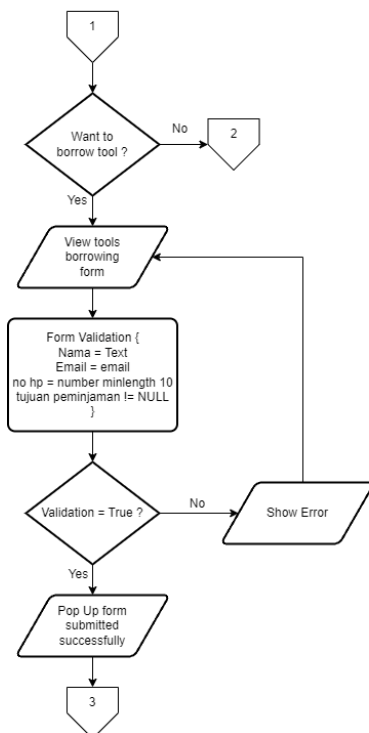 1
Want to
borrow tool ?
No
2
Yes
View tools
borrowing
form
Form Validation {
Nama = Text
Email = email
no hp = number minlength 10
tujuan peminjaman != NULL
}
Validation = True ?
No
Show Error
Yes
Pop Up form
submitted
successfully
3